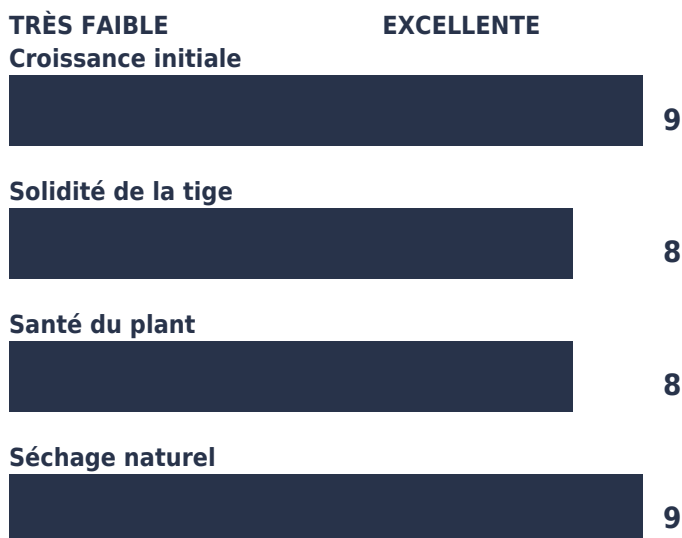 TRÈS FAIBLE EXCELLENTE
Croissance initiale
9
Solidité de la tige
8
Santé du plant
8
Séchage naturel
9